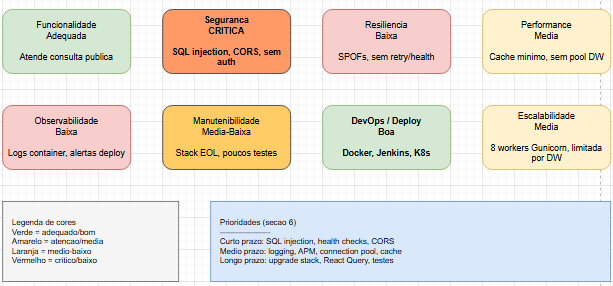 Funcionalidade
Adequada
Atende consulta publica
Seguranca
CRITICA
SQL injection, CORS, sem
auth
Resiliencia
Baixa
SPOFs, sem retry/health
Performance
Media
Cache minimo, sem pool DW
Observabilidade
Baixa
Logs container, alertas deploy
Manutenibilidade
Media-Baixa
Stack EOL, poucos testes
DevOps / Deploy
Boa
Docker, Jenkins, K8s
Escalabilidade
Media
8 workers Gunicorn, limitada
por DW
Legenda de cores
Verde = adequado/bom
Amarelo = atencao/media
Laranja = medio-baixo
Vermelho = critico/baixo
Prioridades (secao 6)
-------------------
Curto prazo: SQL injection, health checks, CORS
Medio prazo: logging, APM, connection pool, cache
Longo prazo: upgrade stack, React Query, testes